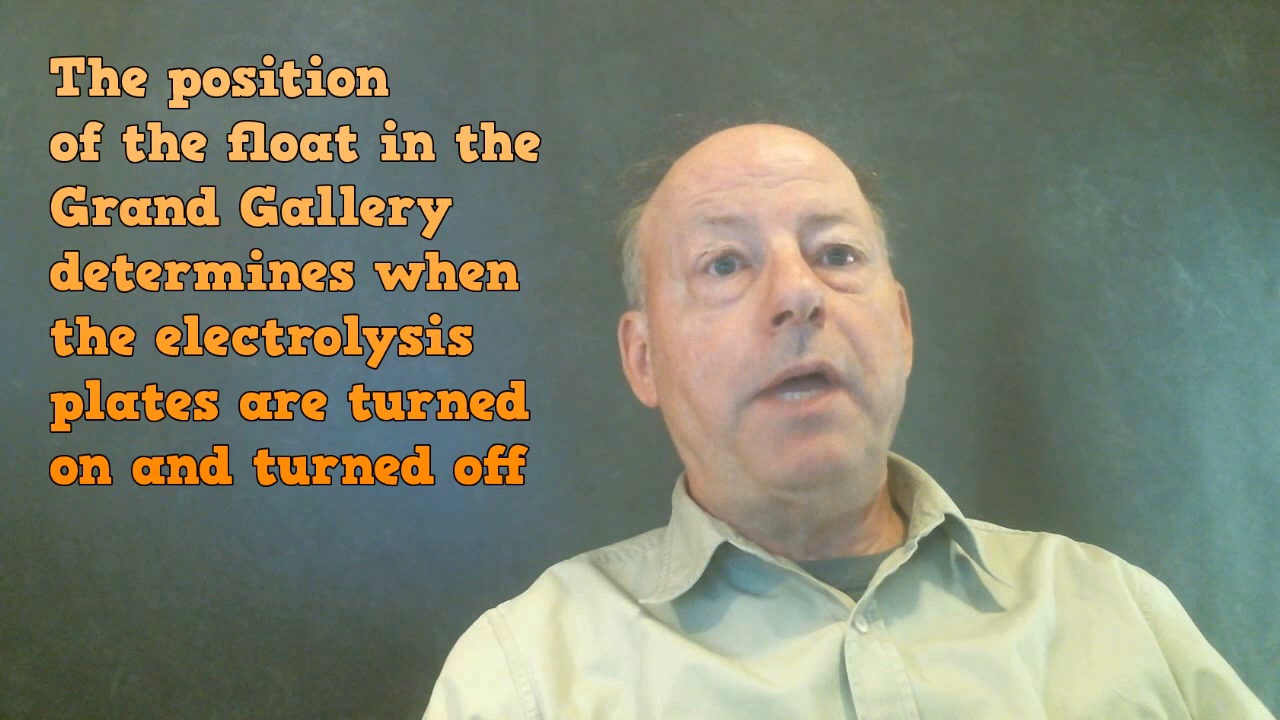 The position
of the float in the
Grand Gallery
determines when
the electrolysis
plates are turned
on and turned off